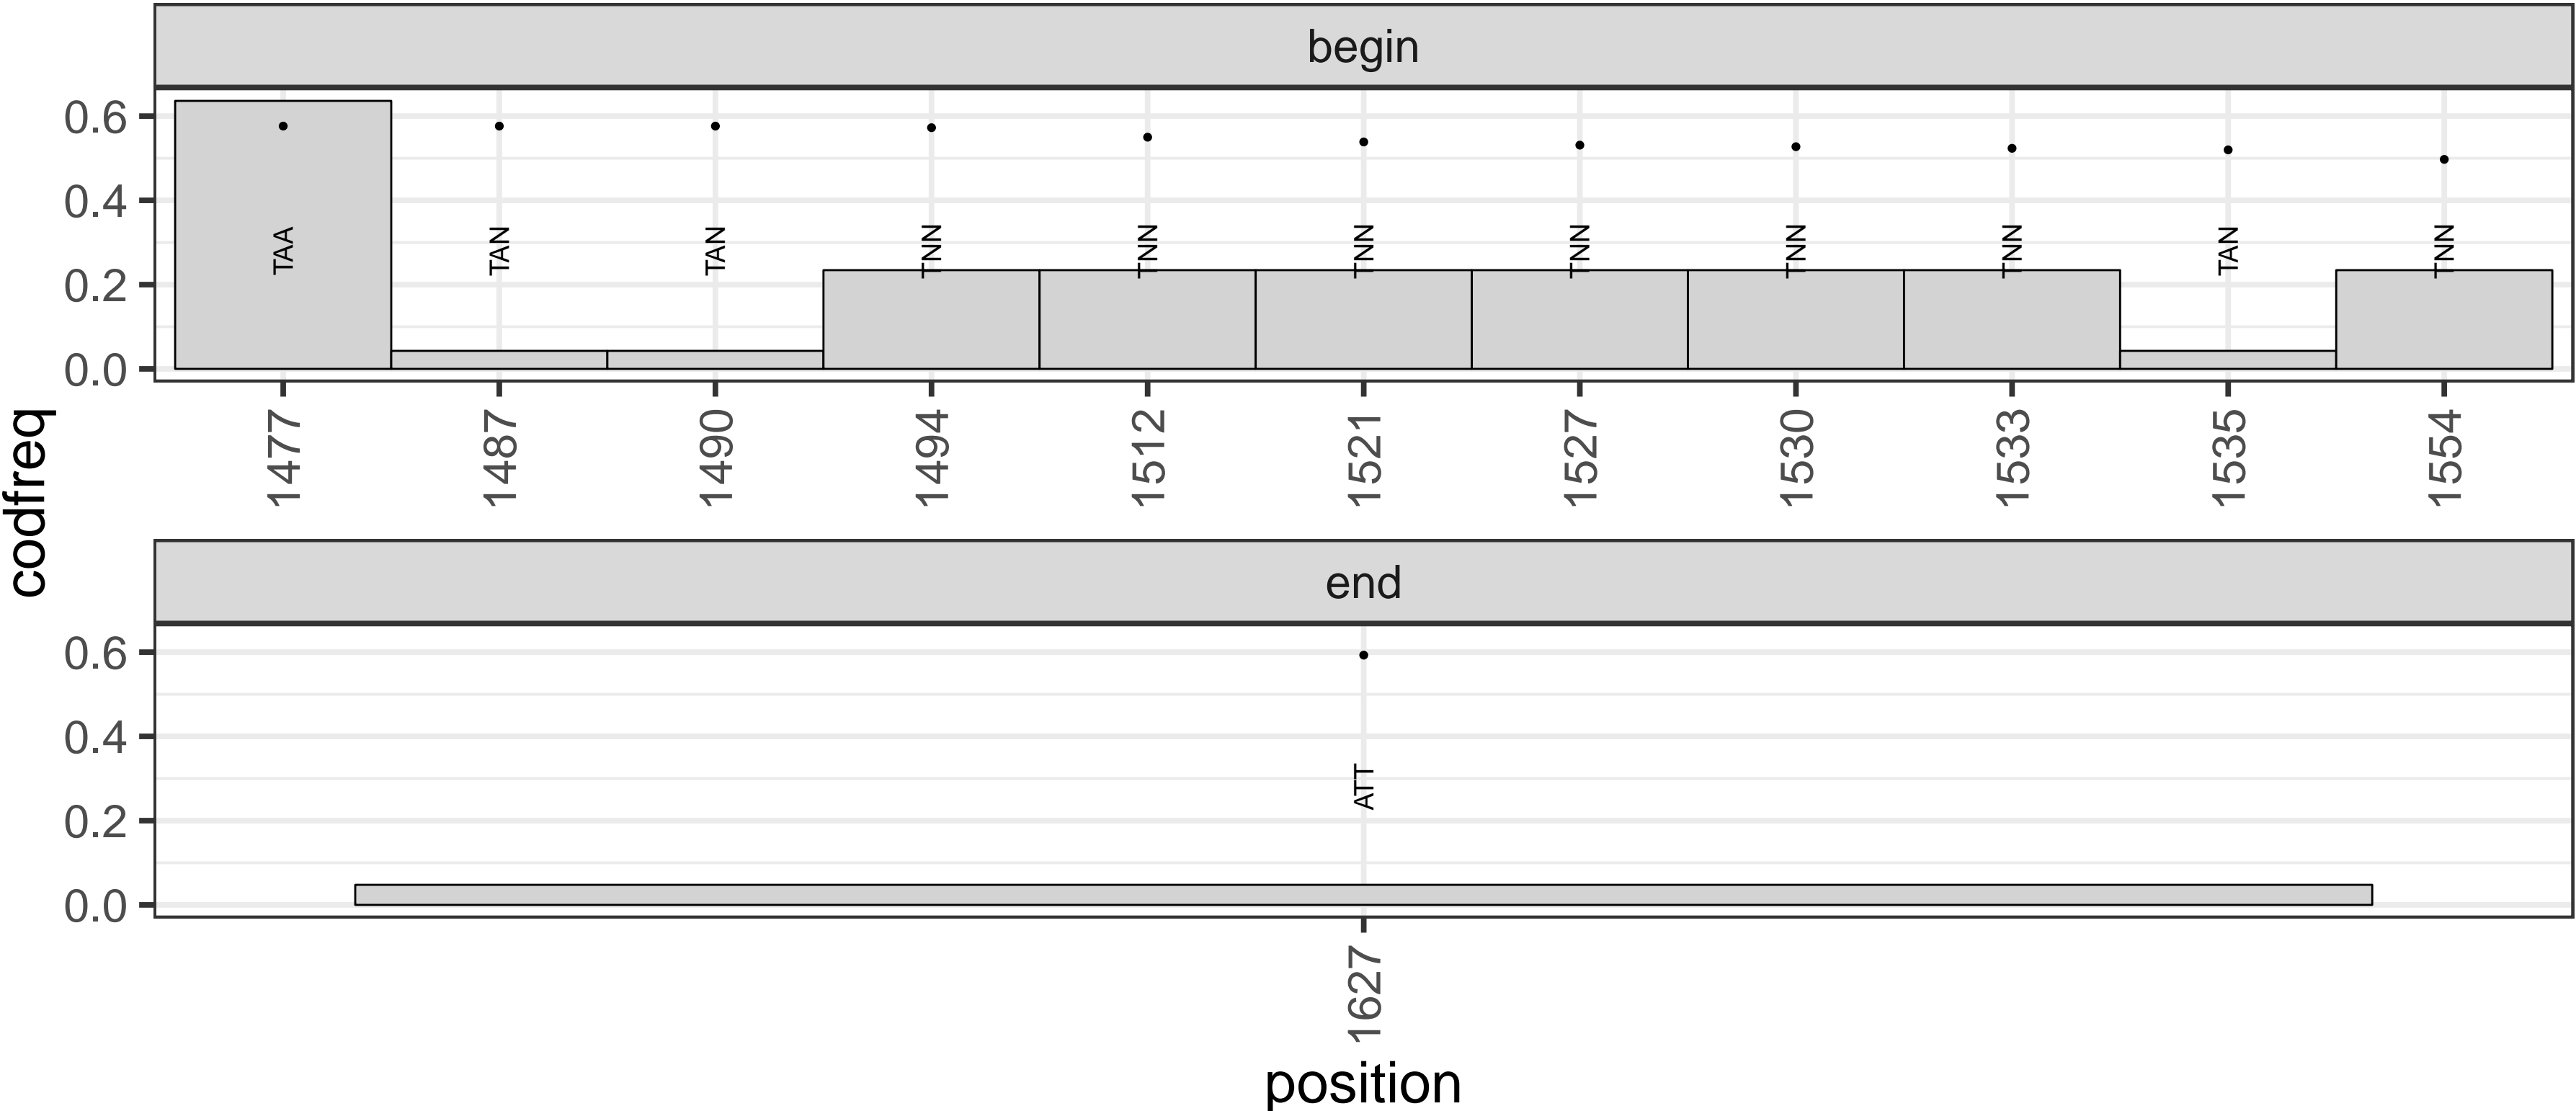 begin
0.6
0.4
0.2
0.0
TAA TAN TAN TNN TNN TNN TNN TNN TNN TAN TNN
1477 1487 1490 1494 1512 1521 1527 1530 1533 1535 1554
codfreq
end
0.6
0.4
0.2
0.0
ATT
1627
position